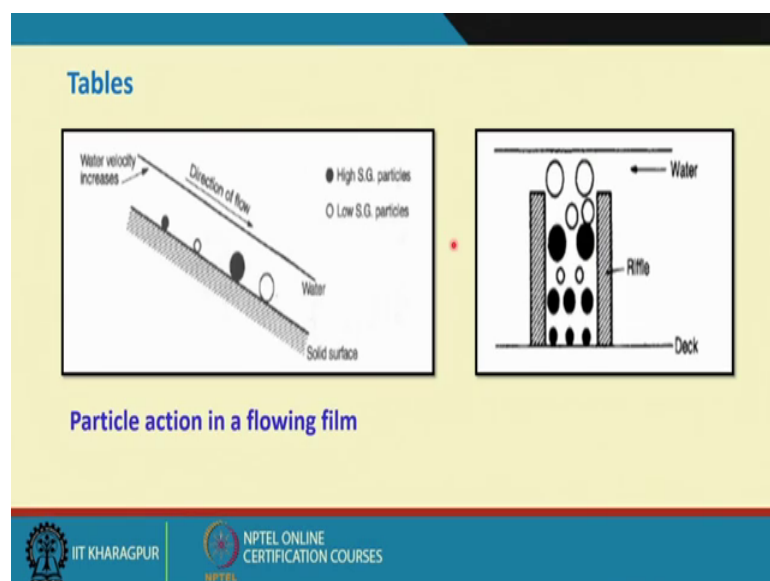 Tables
Water velocity
increases
Direction of flow
High S.G. particles
Low S.G. particles
Water
Solid surface
Water
Riffle
Deck
Particle action in a flowing film
IIT KHARAGPUR
NPTEL ONLINE
CERTIFICATION COURSES
NPTEL